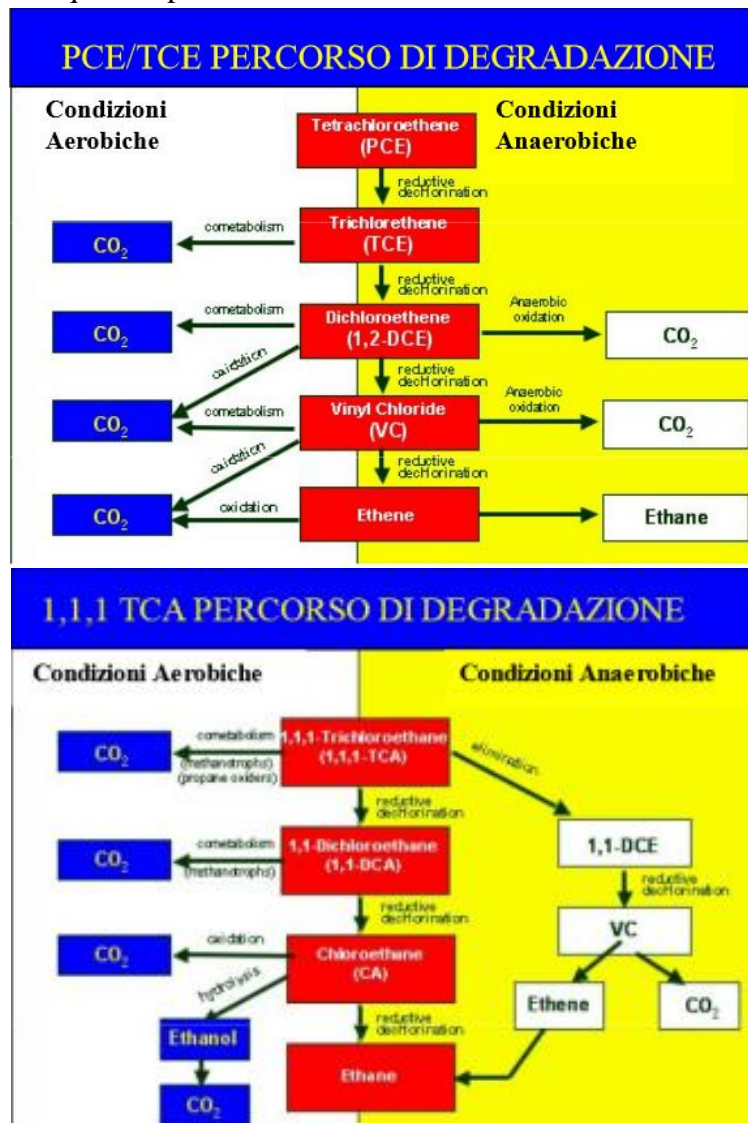 PCE/TCE PERCORSO DI DEGRADAZIONE
Condizioni
Aerobiche
Condizioni
Anaerobiche
Tetrachloroethene
(PCE)
reductive
dechlorination
Trichlorethene
(TCE)
cometabolism
CO2
reductive
dechlorination
Dichloroethene
(1,2-DCE)
cometabolism
CO2
Anaerobic
oxidation
CO2
oxidation
reductive
dechlorination
Vinyl Chloride
(VC)
cometabolism
CO2
Anaerobic
oxidation
CO2
oxidation
reductive
dechlorination
Ethene
oxidation
CO2
Ethane
1,1,1 TCA PERCORSO DI DEGRADAZIONE
Condizioni Aerobiche
Condizioni Anaerobiche
1,1,1-Trichloroethane
(1,1,1-TCA)
cometabolism
(methanotrophs)
(propane oxiders)
CO2
elimination
reductive
dechlorination
1,1-Dichloroethane
(1,1-DCA)
cometabolism
(methanotrophs)
CO2
1,1-DCE
reductive
dechlorination
reductive
dechlorination
VC
Chloroethane
(CA)
oxidation
CO2
hydrolysis
Ethene
CO2
Ethanol
reductive
dechlorination
Ethane
CO2